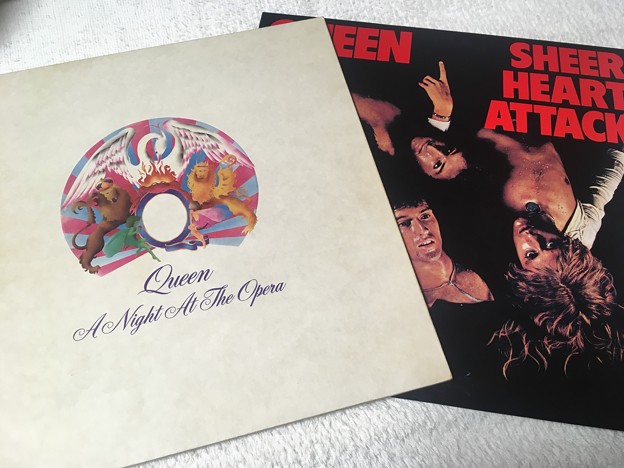 Queen
A Night At The Opera
QUEEN
SHEER
HEART
ATTACK